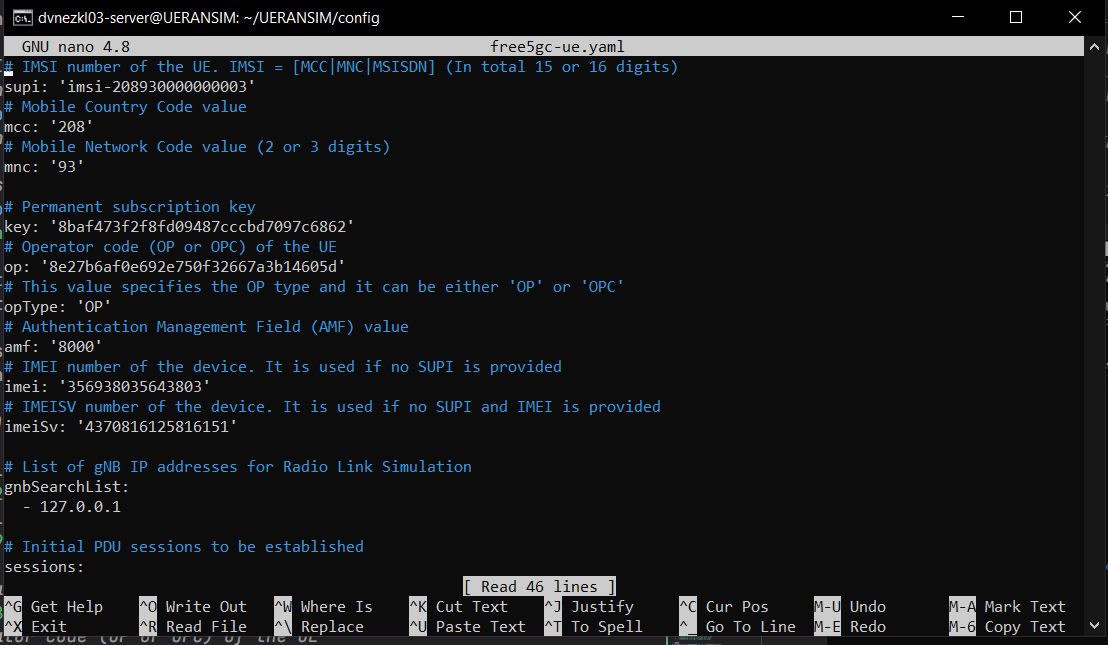 dvnezkl03-server@UERANSIM: ~/UERANSIM/config
GNU nano 4.8 free5gc-ue.yaml
# IMSI number of the UE. IMSI = [MCC|MNC|MSISDN] (In total 15 or 16 digits)
supi: 'imsi-208930000000003'
# Mobile Country Code value
mcc: '208'
# Mobile Network Code value (2 or 3 digits)
mnc: '93'
# Permanent subscription key
key: '8baf473f2f8fd09487cccbd7097c6862'
# Operator code (OP or OPC) of the UE
op: '8e27b6af0e692e750f32667a3b14605d'
# This value specifies the OP type and it can be either 'OP' or 'OPC'
opType: 'OP'
# Authentication Management Field (AMF) value
amf: '8000'
# IMEI number of the device. It is used if no SUPI is provided
imei: '356938035643803'
# IMEISV number of the device. It is used if no SUPI and IMEI is provided
imeiSv: '4370816125816151'
# List of gNB IP addresses for Radio Link Simulation
gnbSearchList:
- 127.0.0.1
# Initial PDU sessions to be established
sessions:
[ Read 46 lines ]
^G Get Help ^O Write Out ^W Where Is ^K Cut Text ^J Justify ^C Cur Pos M-U Undo M-A Mark Text
^X Exit ^R Read File ^\ Replace ^U Paste Text ^T To Spell ^_ Go To Line M-E Redo M-6 Copy Text